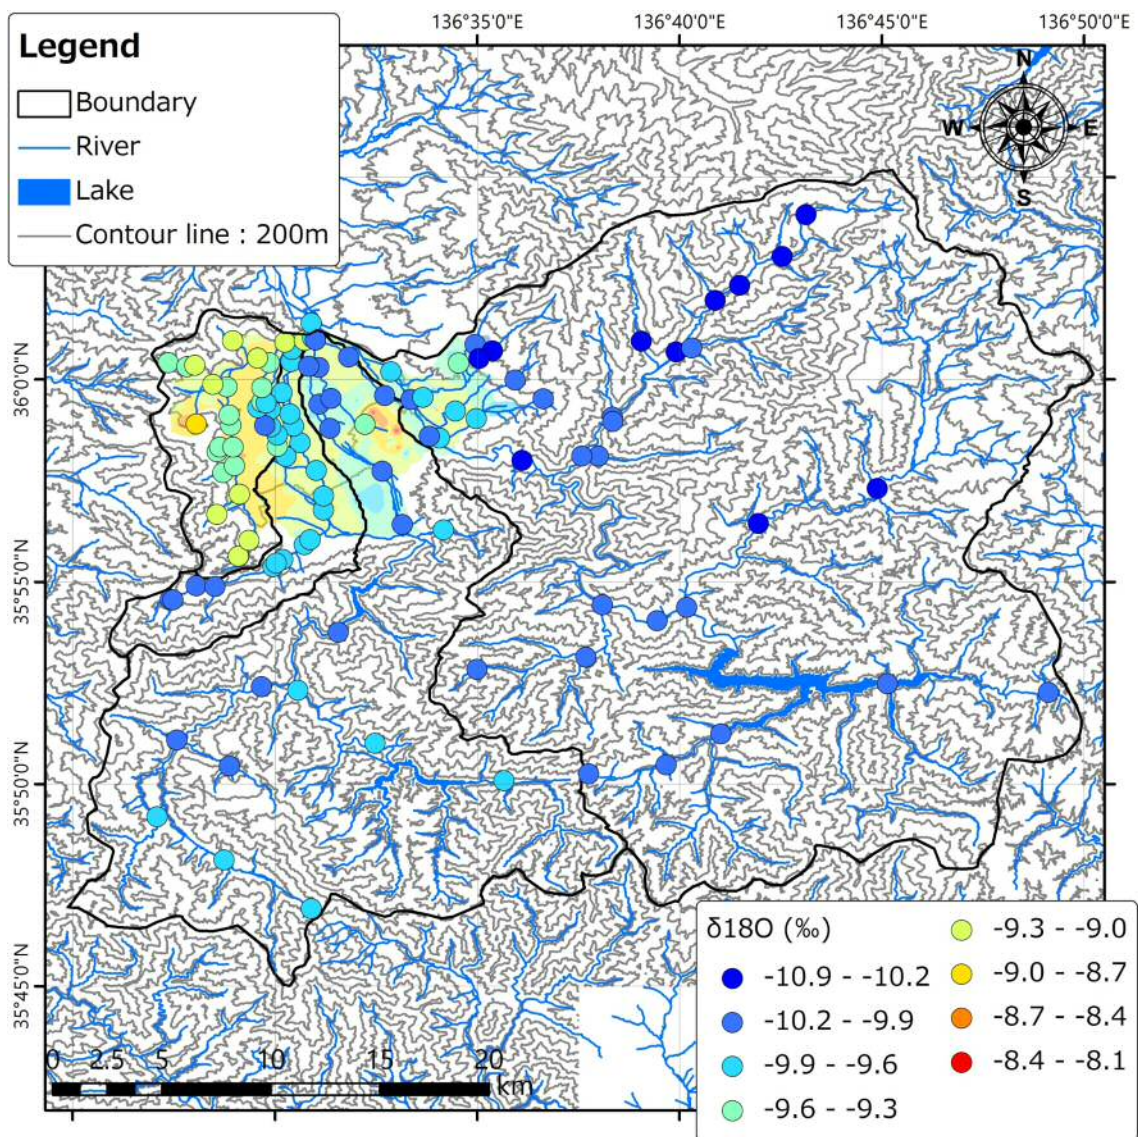 136°35'0"E 136°40'0"E 136°45'0"E 136°50'0"E
Legend
Boundary
River
Lake
Contour line : 200m
N
W E
S
36°0'0"N
35°55'0"N
35°50'0"N
35°45'0"N
δ18O (‰)
-10.9 - -10.2
-10.2 - -9.9
-9.9 - -9.6
-9.6 - -9.3
-9.3 - -9.0
-9.0 - -8.7
-8.7 - -8.4
-8.4 - -8.1
0 2.5 5 10 15 20
km